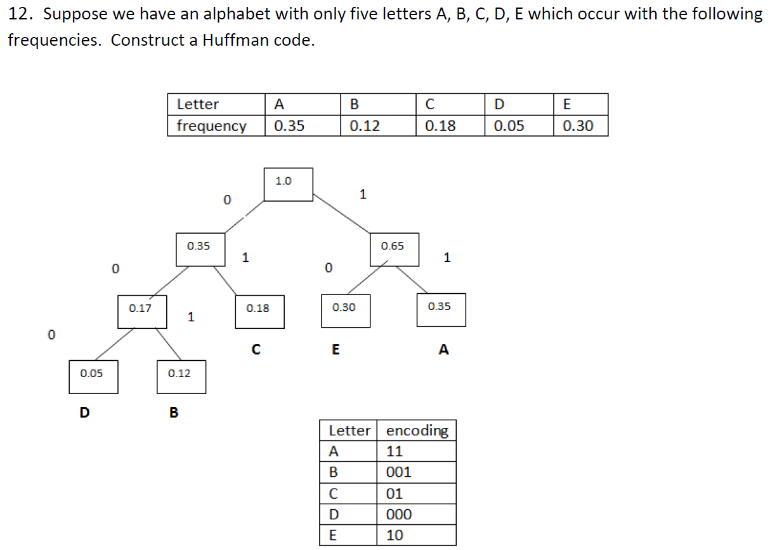 12. Suppose we have an alphabet with only five letters A, B, C, D, E which occur with the following
frequencies. Construct a Huffman code.
Letter A B C D E
frequency 0.35 0.12 0.18 0.05 0.30
1.0
0 1
0.35 0.65
0 1 0 1
0.17 0.18 0.30 0.35
0 1
C E A
0.05 0.12
D B
Letter encoding
A 11
B 001
C 01
D 000
E 10